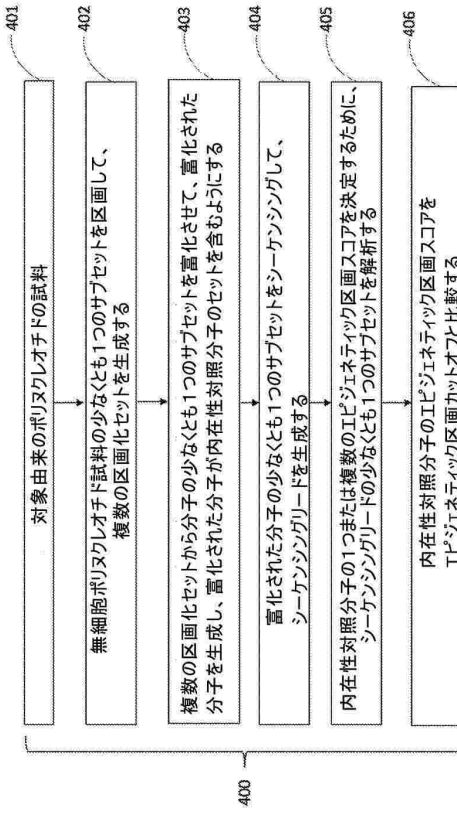 対象由来のポリヌクレオチドの試料
401
無細胞ポリヌクレオチド試料の少なくとも1つのサブセットを区画して、
複数の区画化セットを生成する
402
複数の区画化セットから分子の少なくとも1つのサブセットを富化させて、富化された
分子を生成し、富化された分子が内在性対照分子のセットを含むようにする
403
富化された分子の少なくとも1つのサブセットをシーケンシングして、
シーケンシングリードを生成する
404
内在性対照分子の1つまたは複数のエピジェネティック区画スコアを決定するために、
シーケンシングリードの少なくとも1つのサブセットを解析する
405
内在性対照分子のエピジェネティック区画スコアを
エピジェネティック区画カットオフと比較する
406
400